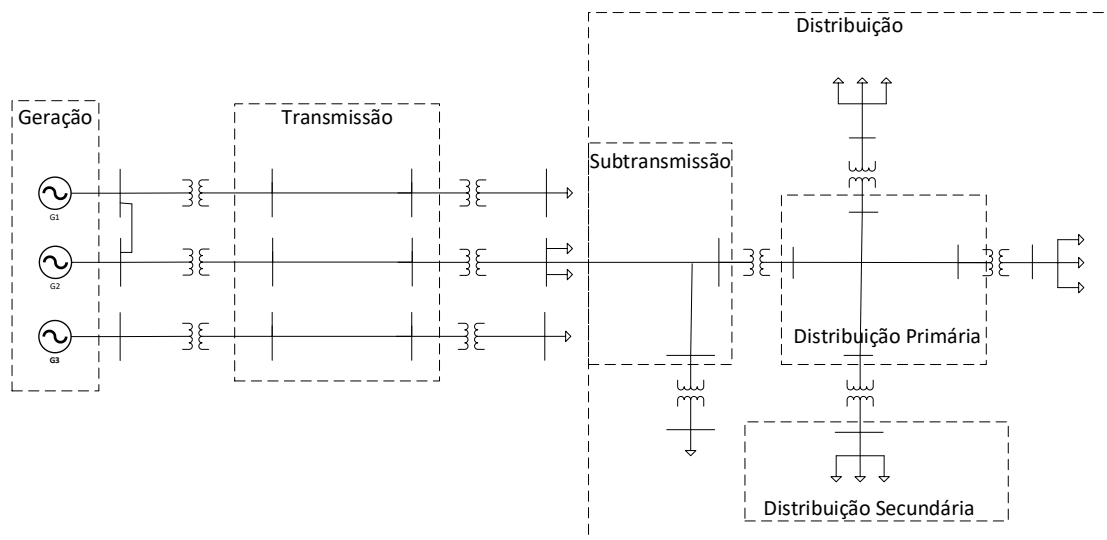 Distribuição
Geração
Transmissão
Subtransmissão
G1
G2
G3
Distribuição Primária
Distribuição Secundária